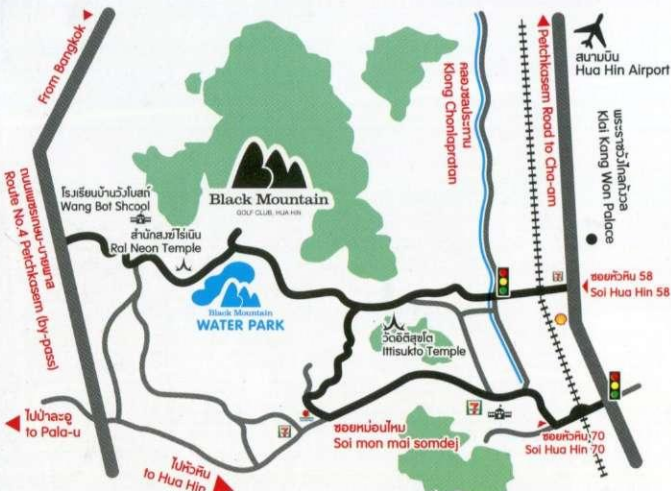 From Bangkok
ถนนเพชรเกษม-บายพาส
Route No.4 Petchkasem (by-pass)
โรงเรียนบ้านวังโบสถ์
Wang Bot Shcool
สำนักสงฆ์ไร่เนิน
Ral Neon Temple
Black Mountain
GOLF CLUB, HUA HIN
Black Mountain
WATER PARK
คลองชลประทาน
Klong Chonlapratan
Petchkasem Road to Cha-am
สนามบิน
Hua Hin Airport
พระราชวังไกลกังวล
Klai Kang Won Palace
7
ซอยหัวหิน 58
Soi Hua Hin 58
วัดอิติสุขโต
Ittisukto Temple
ไปป่าละอู
to Pala-u
7
ไปหัวหิน
to Hua Hin
ซอยหม่อนไหม
Soi mon mai somdej
7
ซอยหัวหิน 70
Soi Hua Hin 70